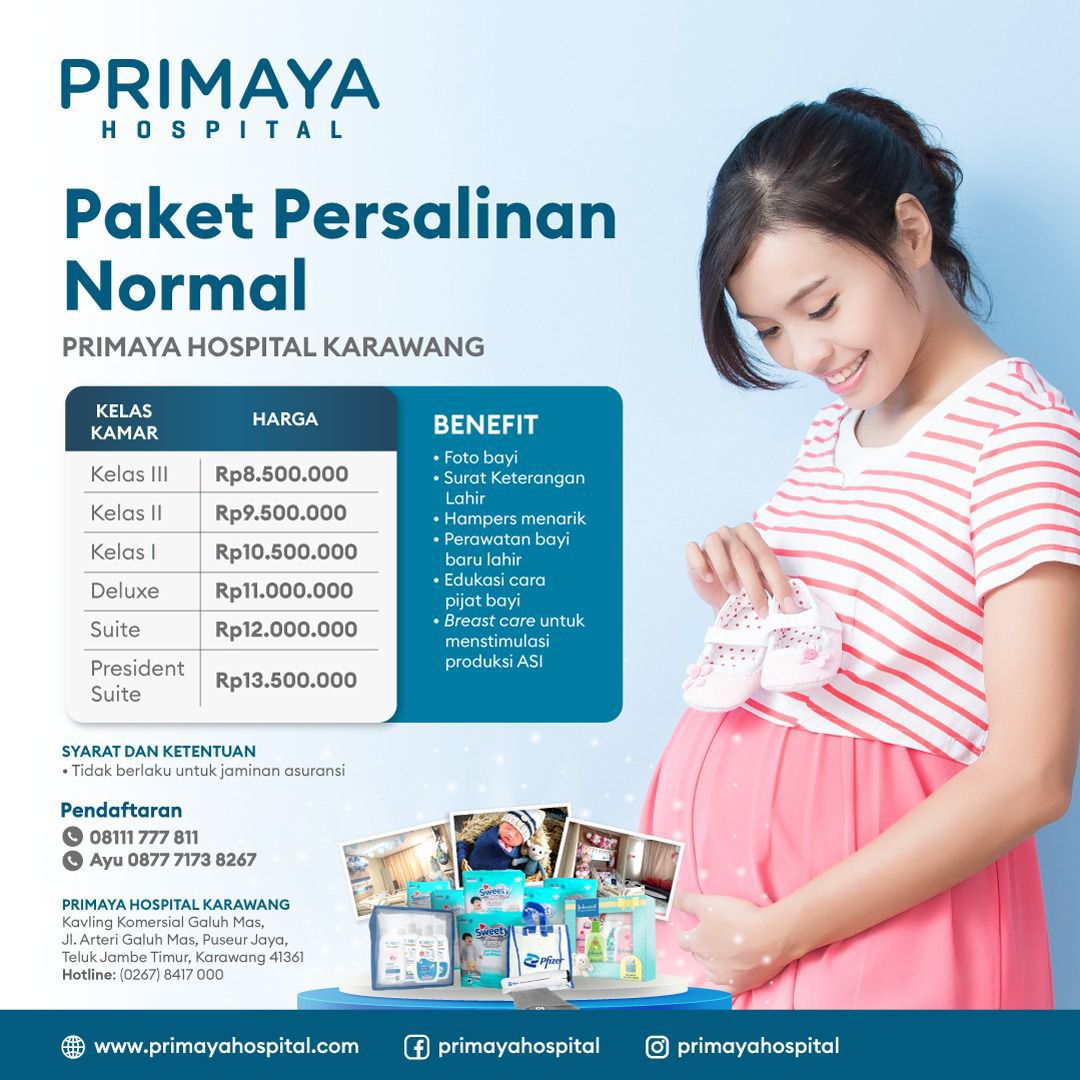 PRIMAYA
HOSPITAL
Paket Persalinan
Normal
PRIMAYA HOSPITAL KARAWANG
KELAS
KAMAR
HARGA
Kelas III Rp8.500.000
Kelas II Rp9.500.000
Kelas I Rp10.500.000
Deluxe Rp11.000.000
Suite Rp12.000.000
President
Suite
Rp13.500.000
BENEFIT
• Foto bayi
• Surat Keterangan
Lahir
• Hampers menarik
• Perawatan bayi
baru lahir
• Edukasi cara
pijat bayi
• Breast care untuk
menstimulasi
produksi ASI
SYARAT DAN KETENTUAN
• Tidak berlaku untuk jaminan asuransi
Pendaftaran
08111 777 811
Ayu 0877 7173 8267
PRIMAYA HOSPITAL KARAWANG
Kavling Komersial Galuh Mas,
Jl. Arteri Galuh Mas, Puseur Jaya,
Teluk Jambe Timur, Karawang 41361
Hotline: (0267) 8417 000
Sweety
Sweety
Pfizer
www.primayahospital.com
primayahospital
primayahospital